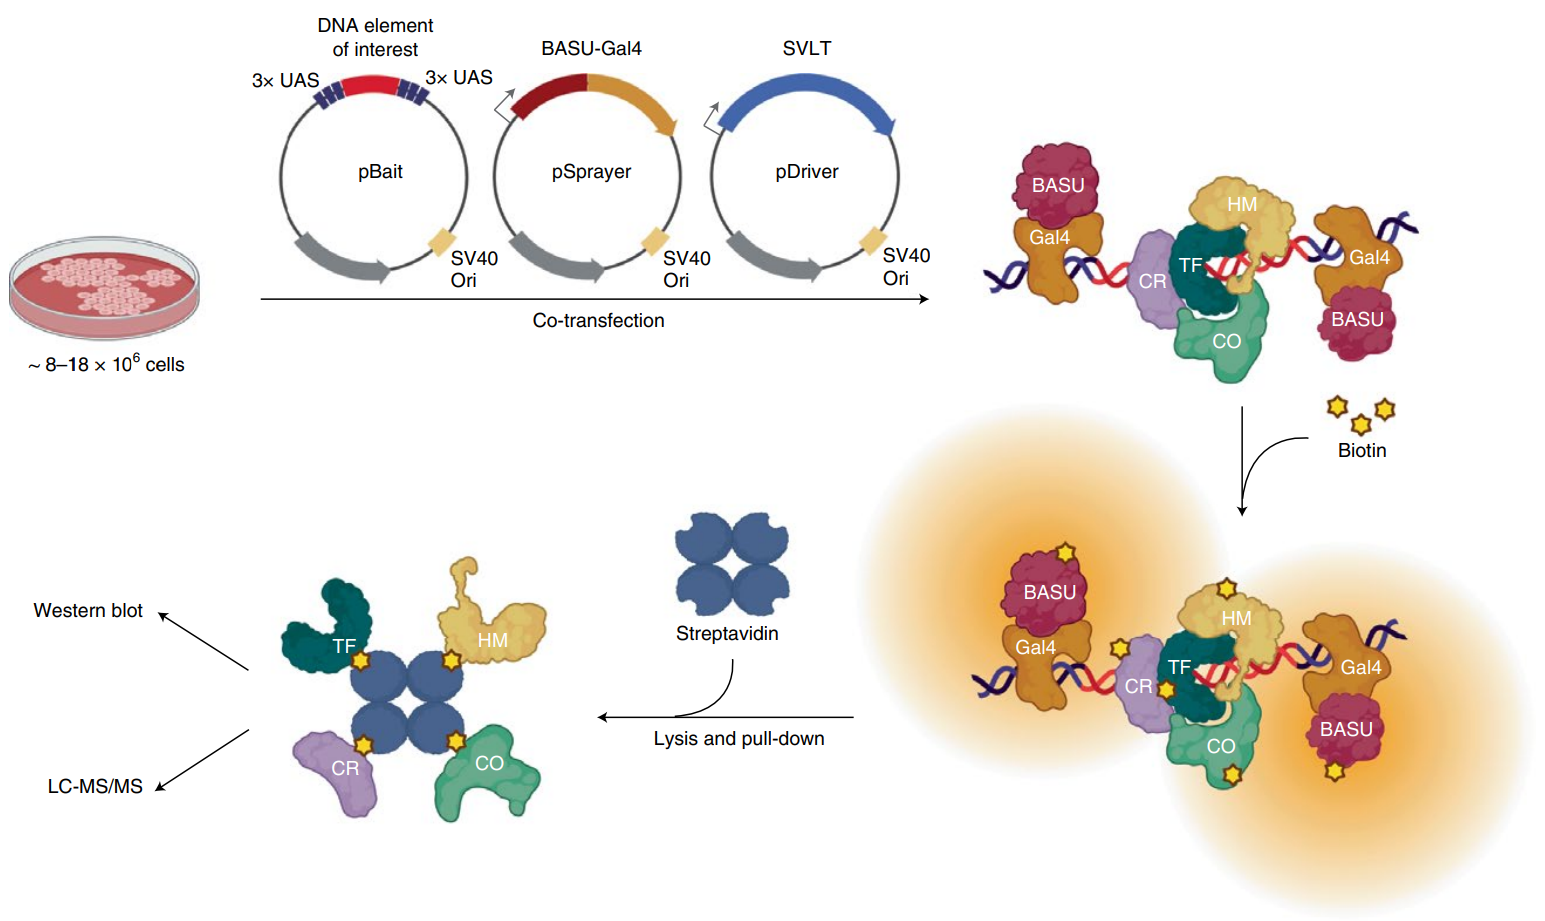 DNA element
of interest
3× UAS
3× UAS
BASU-Gal4
SVLT
pBait
pSprayer
pDriver
SV40
Ori
SV40
Ori
SV40
Ori
Co-transfection
~ 8–18 × 10⁶ cells
BASU
Gal4
CR
TF
HM
CO
Gal4
BASU
Biotin
BASU
Gal4
CR
TF
HM
CO
Gal4
BASU
Streptavidin
Lysis and pull-down
TF
HM
CR
CO
Western blot
LC-MS/MS